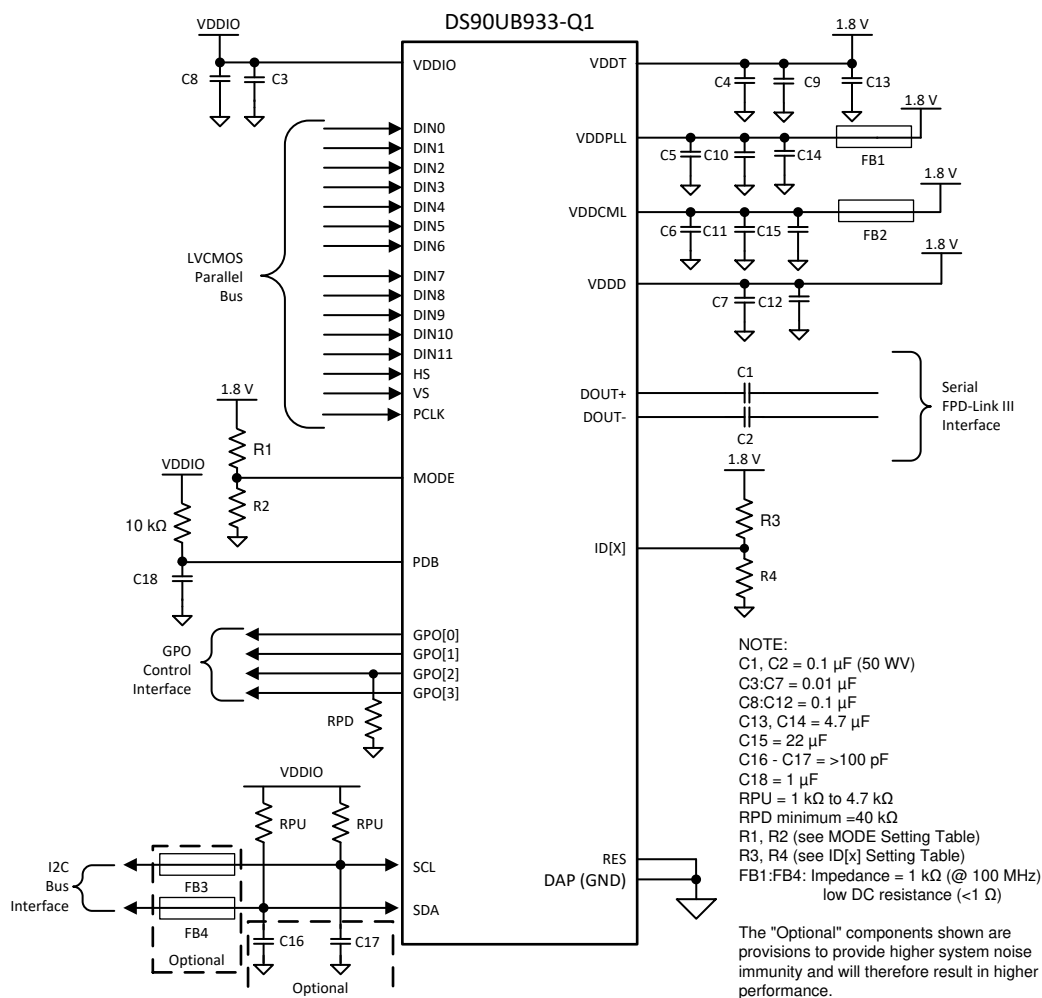 DS90UB933-Q1
VDDIO
C8
C3
VDDIO
DIN0
DIN1
DIN2
DIN3
DIN4
DIN5
DIN6
DIN7
DIN8
DIN9
DIN10
DIN11
HS
VS
PCLK
LVCMOS
Parallel
Bus
1.8 V
R1
R2
MODE
VDDIO
10 kΩ
C18
PDB
GPO[0]
GPO[1]
GPO[2]
GPO[3]
GPO
Control
Interface
RPD
VDDIO
RPU
RPU
SCL
SDA
I2C
Bus
Interface
FB3
FB4
Optional
C16
C17
Optional
1.8 V
VDDT
C4
C9
C13
1.8 V
VDDPLL
C5
C10
C14
FB1
1.8 V
VDDCML
C6
C11
C15
FB2
1.8 V
VDDD
C7
C12
DOUT+
DOUT-
C1
C2
Serial
FPD-Link III
Interface
1.8 V
R3
R4
ID[X]
RES
DAP (GND)
NOTE:
C1, C2 = 0.1 µF (50 WV)
C3:C7 = 0.01 µF
C8:C12 = 0.1 µF
C13, C14 = 4.7 µF
C15 = 22 µF
C16 - C17 = >100 pF
C18 = 1 µF
RPU = 1 kΩ to 4.7 kΩ
RPD minimum =40 kΩ
R1, R2 (see MODE Setting Table)
R3, R4 (see ID[x] Setting Table)
FB1:FB4: Impedance = 1 kΩ (@ 100 MHz)
low DC resistance (<1 Ω)
The "Optional" components shown are
provisions to provide higher system noise
immunity and will therefore result in higher
performance.